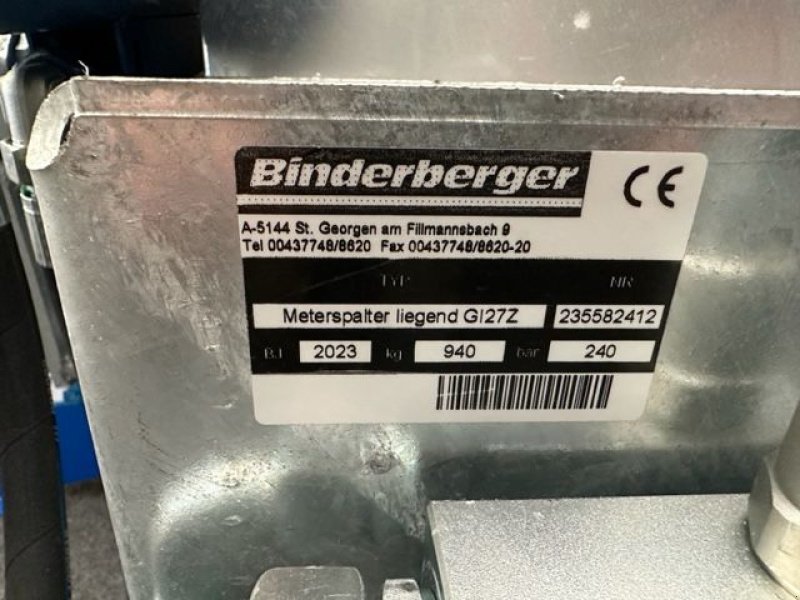 Binderberger CE
A-5144 St. Georgen am Fillmannsbach 9
Tel 00437748/8620 Fax 00437748/8620-20
TYP NR
Meterspalter liegend GI27Z 235582412
BJ 2023 kg 940 bar 240